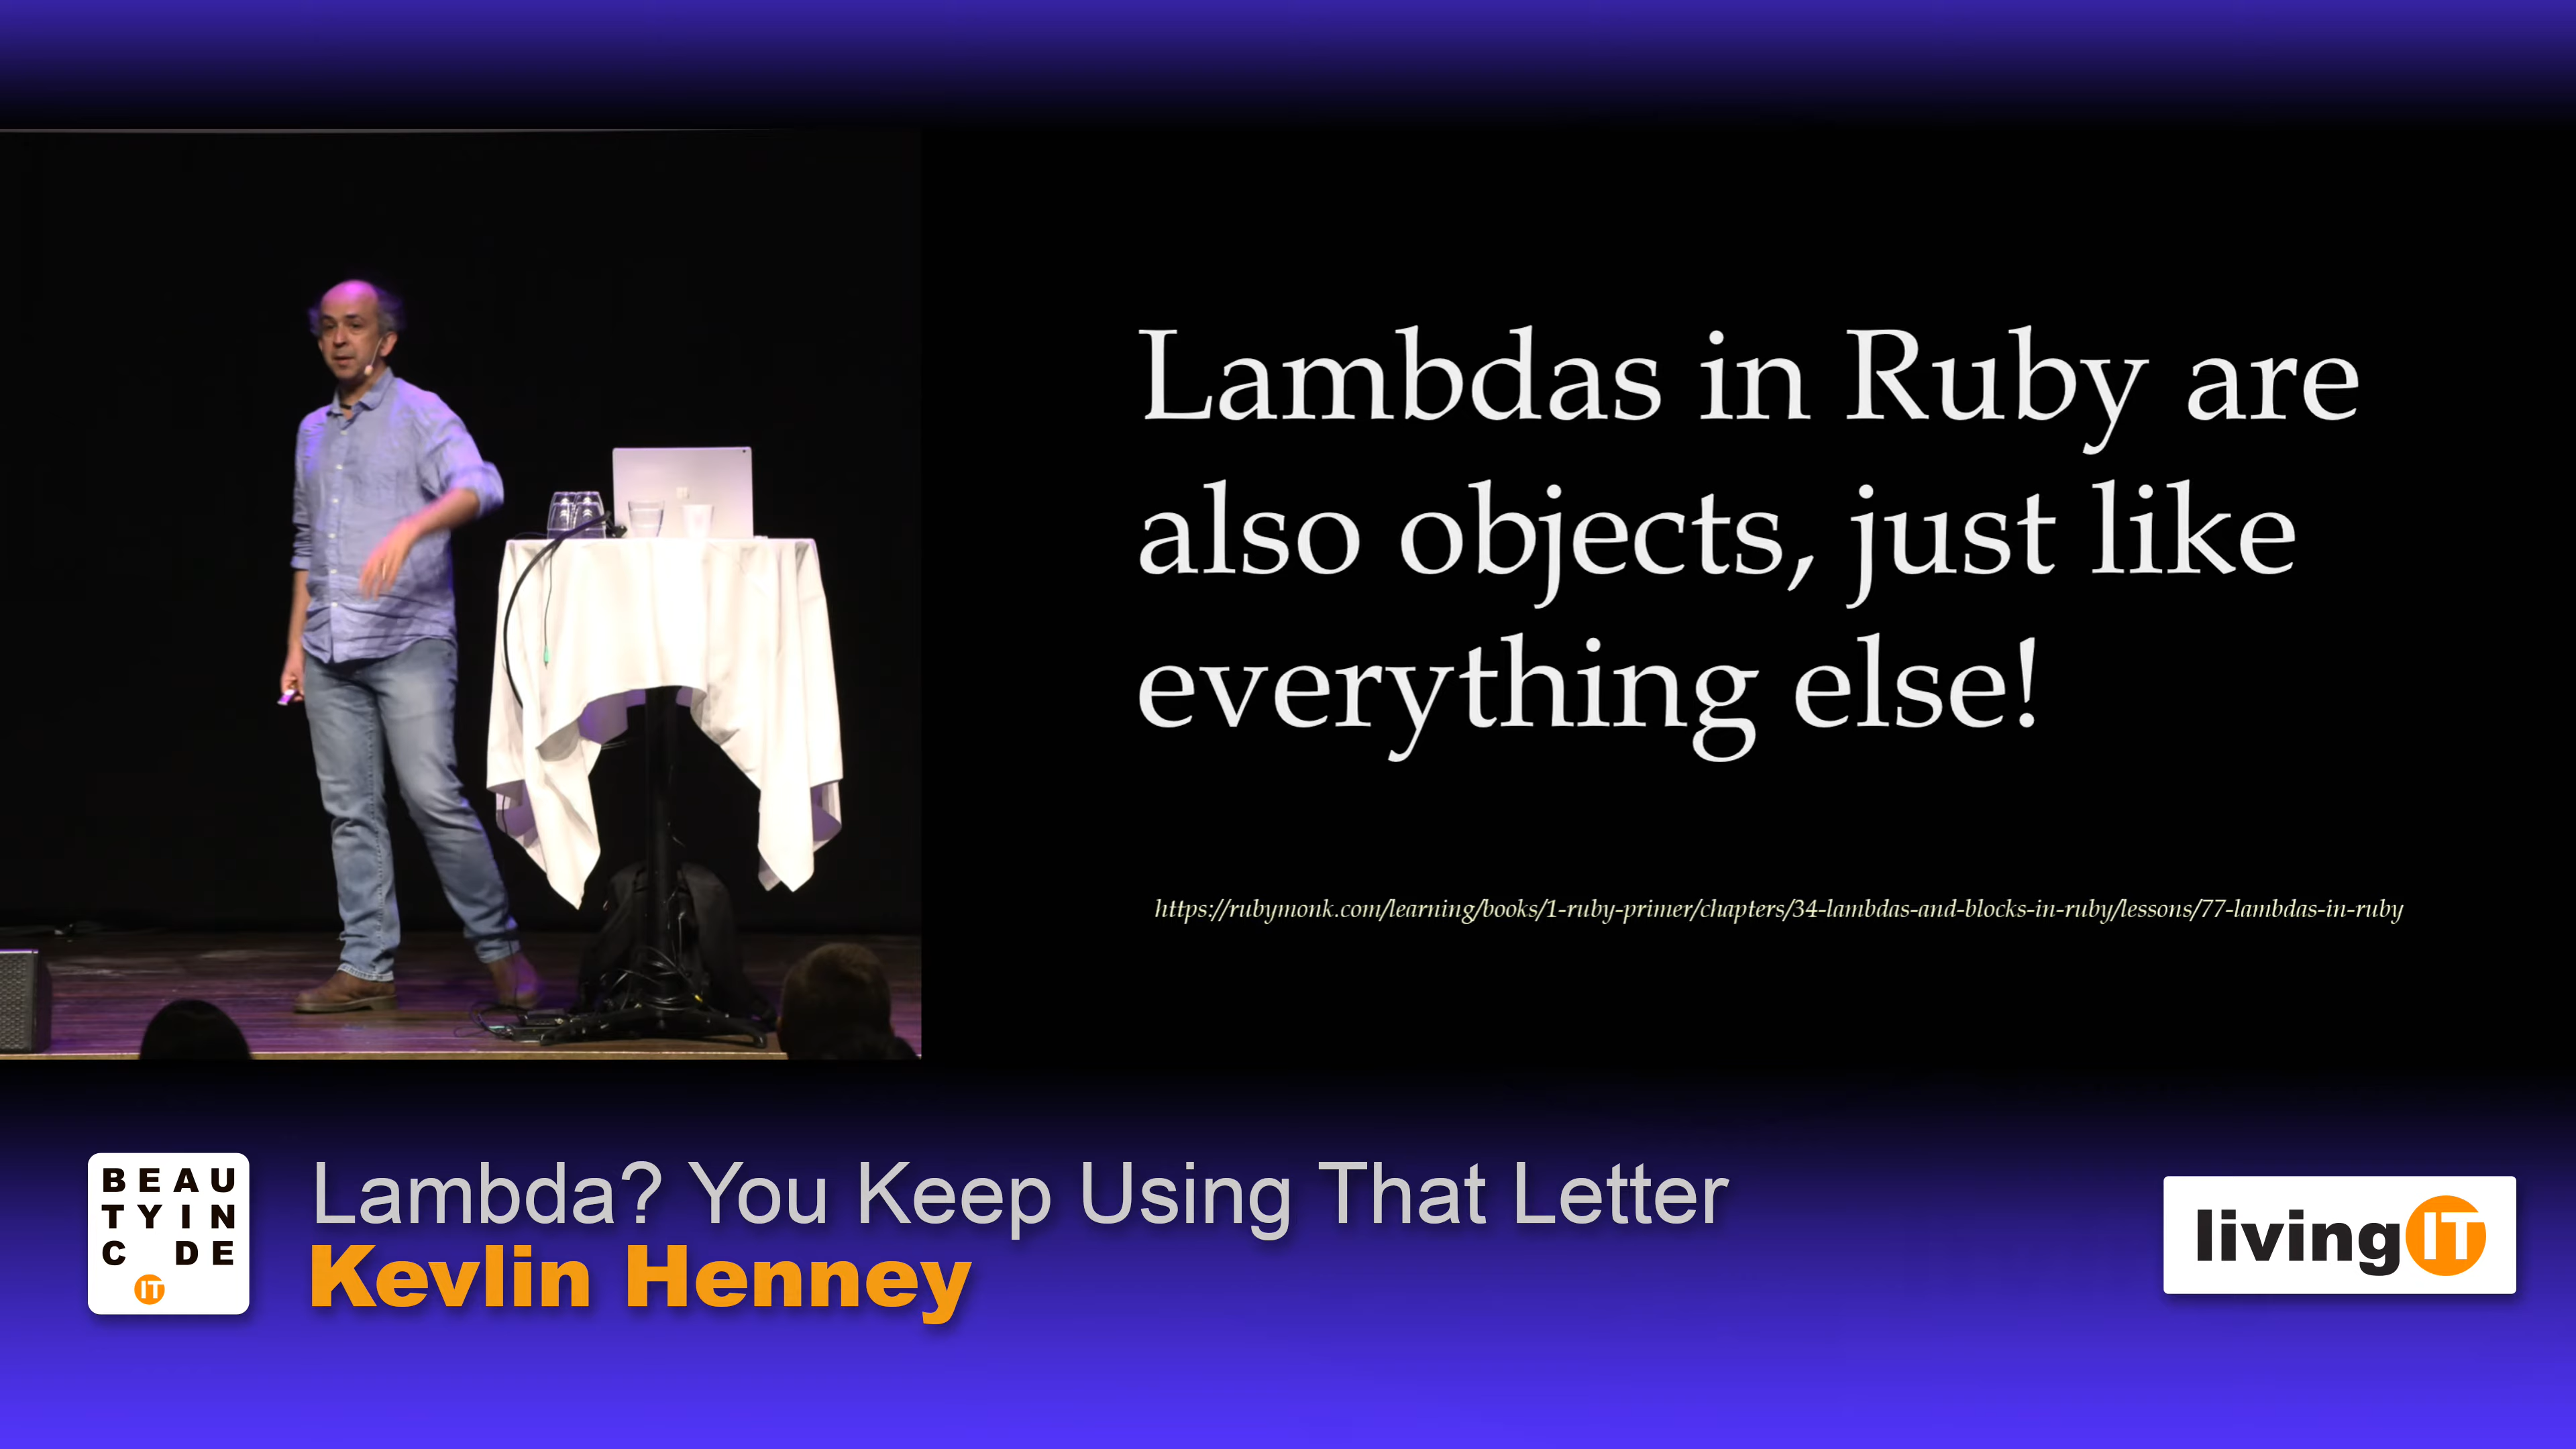 Lambdas in Ruby are
also objects, just like
everything else!
https://rubymonk.com/learning/books/1-ruby-primer/chapters/34-lambdas-and-blocks-in-ruby/lessons/77-lambdas-in-ruby
BEAU
TYIN
C DE
IT
Lambda? You Keep Using That Letter
Kevlin Henney
livingIT